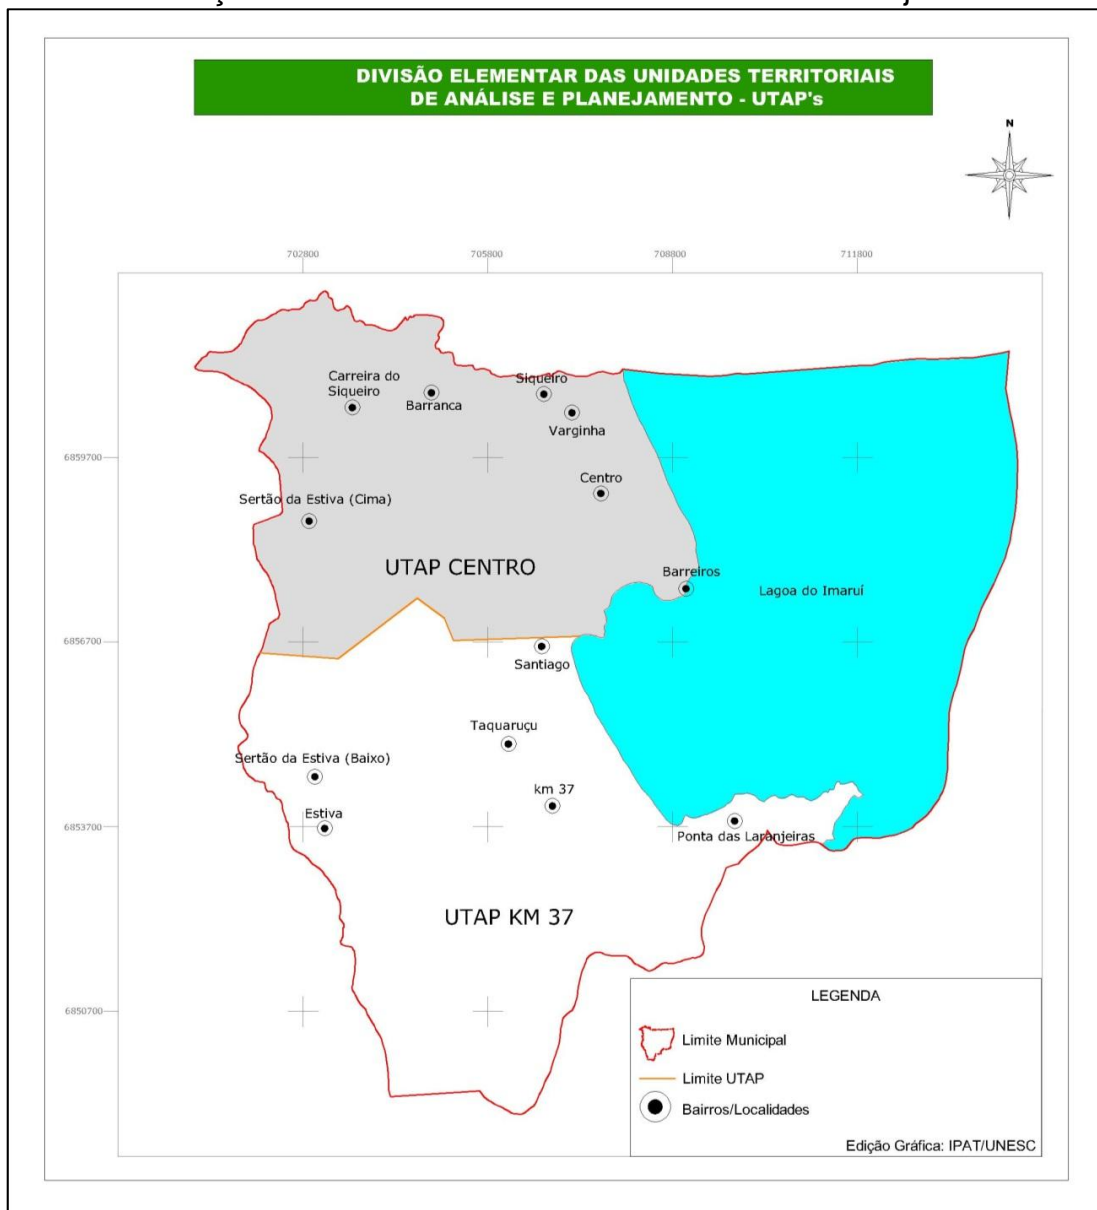 DIVISÃO ELEMENTAR DAS UNIDADES TERRITORIAIS
DE ANÁLISE E PLANEJAMENTO - UTAP's
N
702800
705800
708800
711800
Carreira do
Siqueiro
Barranca
Siqueiro
Varginha
6859700
Centro
Sertão da Estiva (Cima)
UTAP CENTRO
Barreiros
Lagoa do Imaruí
6856700
Santiago
Taquaruçu
Sertão da Estiva (Baixo)
km 37
Estiva
6853700
Ponta das Laranjeiras
UTAP KM 37
6850700
LEGENDA
Limite Municipal
Limite UTAP
Bairros/Localidades
Edição Gráfica: IPAT/UNESC